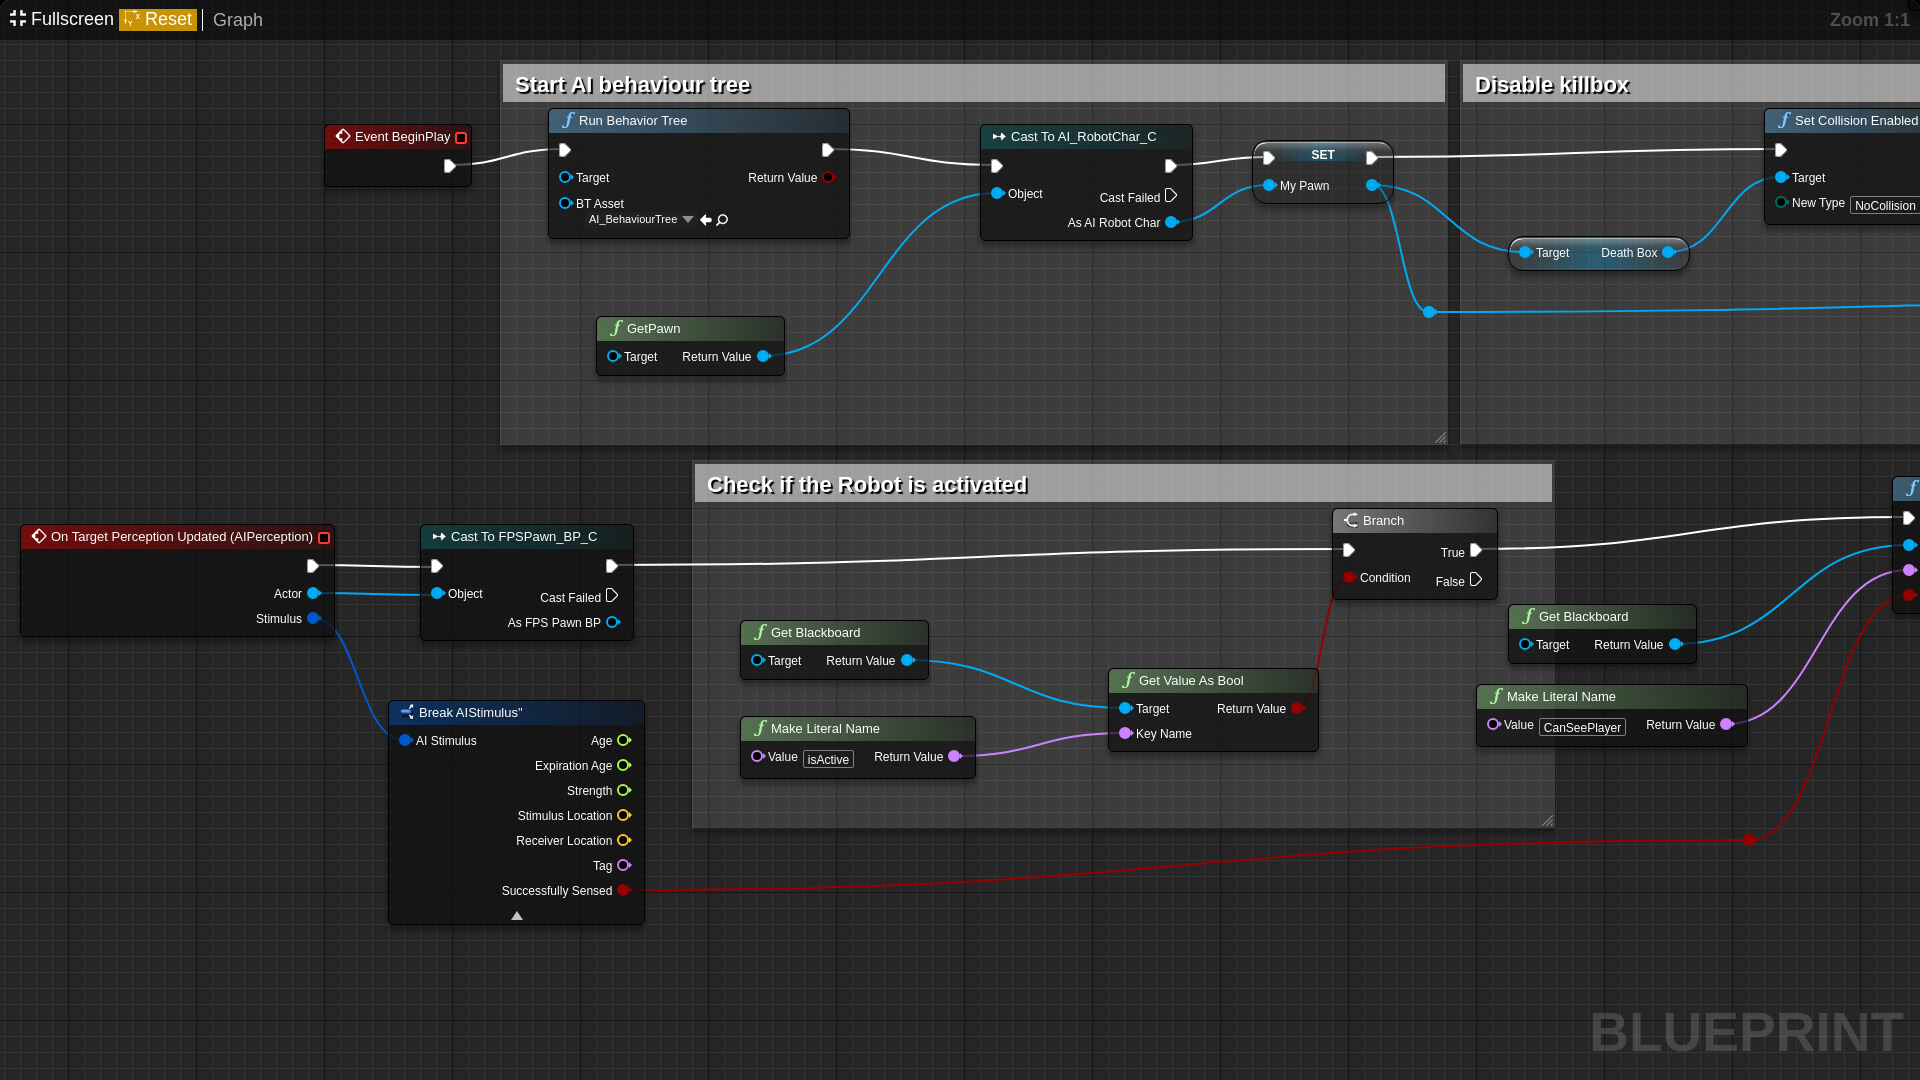 Fullscreen Reset Graph Zoom 1:1
Start AI behaviour tree
Disable killbox
Event BeginPlay
Run Behavior Tree
Target Return Value
BT Asset
AI_BehaviourTree
Cast To AI_RobotChar_C
Object Cast Failed
As AI Robot Char
SET
My Pawn
Set Collision Enabled
Target
New Type NoCollision
Target Death Box
GetPawn
Target Return Value
Check if the Robot is activated
On Target Perception Updated (AIPerception)
Actor
Stimulus
Cast To FPSPawn_BP_C
Object Cast Failed
As FPS Pawn BP
Branch
True
Condition False
Get Blackboard
Target Return Value
Make Literal Name
Value isActive Return Value
Get Value As Bool
Target Return Value
Key Name
Get Blackboard
Target Return Value
Make Literal Name
Value CanSeePlayer Return Value
Break AIStimulus"
AI Stimulus Age
Expiration Age
Strength
Stimulus Location
Receiver Location
Tag
Successfully Sensed
BLUEPRINT